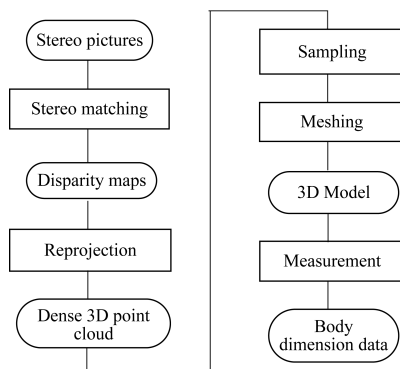 Stereo pictures
Stereo matching
Disparity maps
Reprojection
Dense 3D point
cloud
Sampling
Meshing
3D Model
Measurement
Body
dimension data